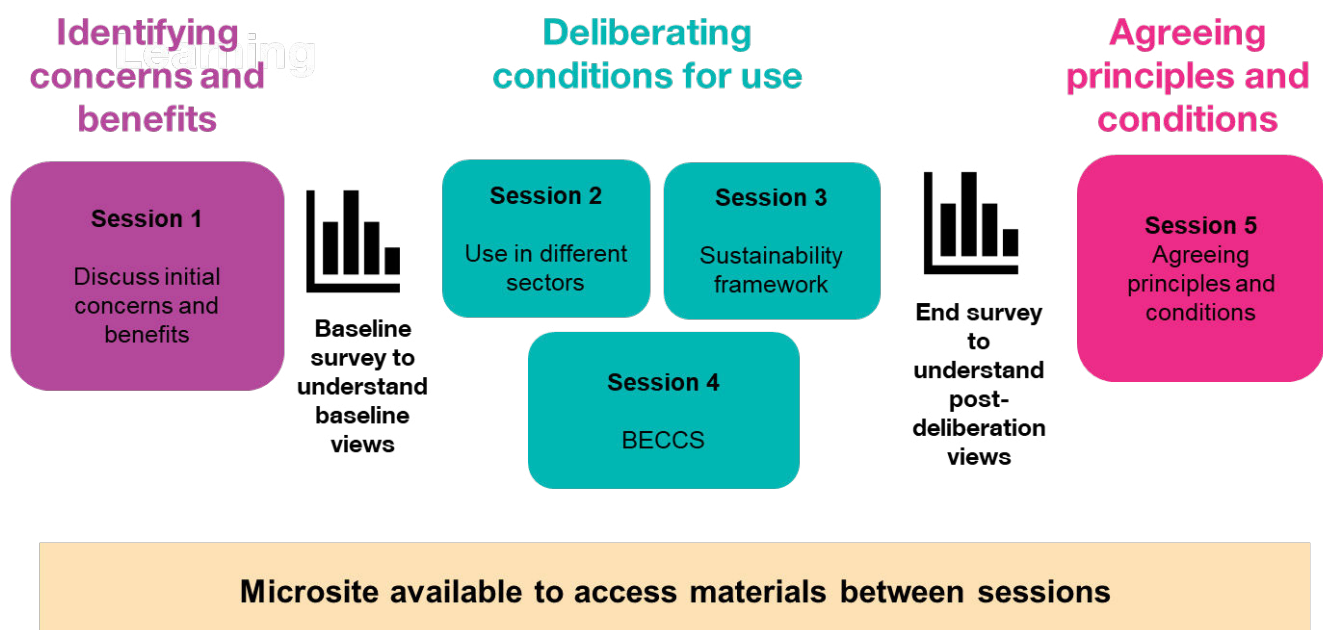 Identifying
concerns and
benefits
Learning
Deliberating
conditions for use
Agreeing
principles and
conditions
Session 1
Discuss initial
concerns and
benefits
Baseline
survey to
understand
baseline
views
Session 2
Use in different
sectors
Session 3
Sustainability
framework
Session 4
BECCS
End survey
to
understand
post-
deliberation
views
Session 5
Agreeing
principles and
conditions
Microsite available to access materials between sessions